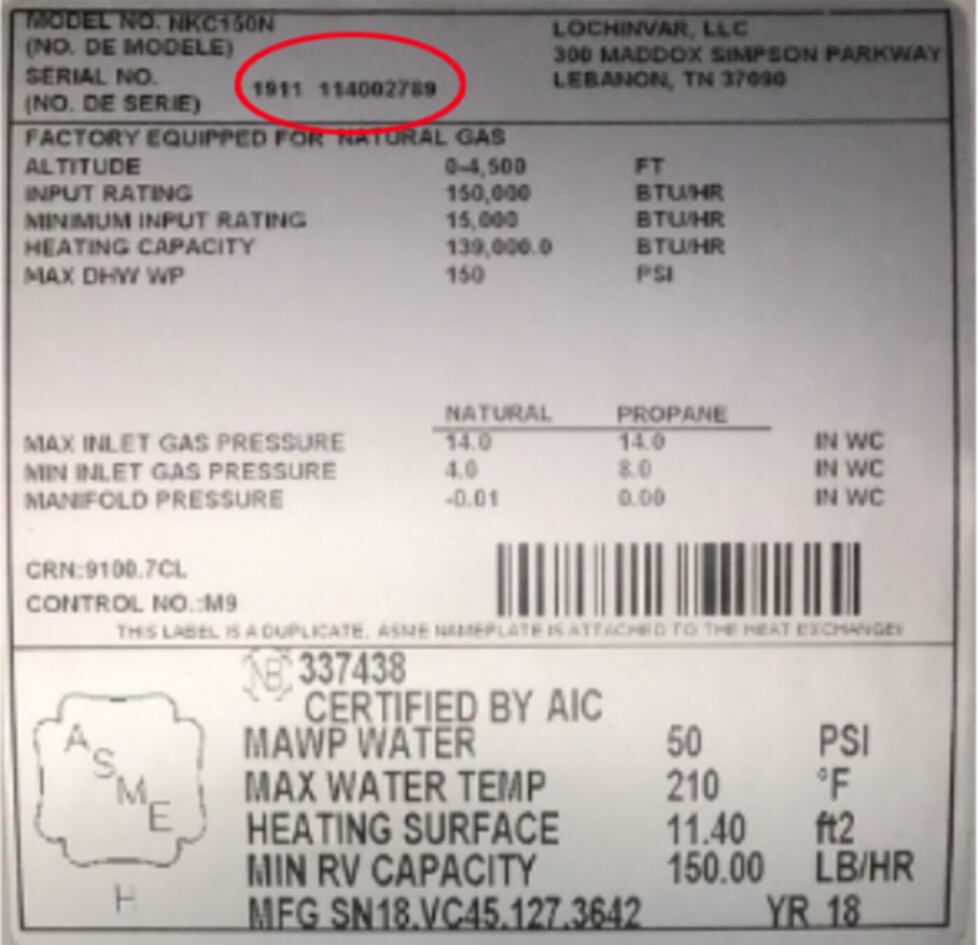 MODEL NO. NKC150N
(NO. DE MODELE)
SERIAL NO.
(NO. DE SERIE)
1911 114002789
LOCHINVAR, LLC
300 MADDOX SIMPSON PARKWAY
LEBANON, TN 37090
FACTORY EQUIPPED FOR NATURAL GAS
ALTITUDE 0-4,500 FT
INPUT RATING 150,000 BTU/HR
MINIMUM INPUT RATING 15,000 BTU/HR
HEATING CAPACITY 139,000.0 BTU/HR
MAX DHW WP 150 PSI
NATURAL PROPANE
MAX INLET GAS PRESSURE 14.0 14.0 IN WC
MIN INLET GAS PRESSURE 4.0 8.0 IN WC
MANIFOLD PRESSURE -0.01 0.00 IN WC
CRN:9100.7CL
CONTROL NO.:M9
THIS LABEL IS A DUPLICATE, ASME NAMEPLATE IS ATTACHED TO THE HEAT EXCHANGER
NB 337438
CERTIFIED BY AIC
ASME
H
MAWP WATER 50 PSI
MAX WATER TEMP 210 °F
HEATING SURFACE 11.40 ft2
MIN RV CAPACITY 150.00 LB/HR
MFG SN18.VC45.127.3642 YR 18